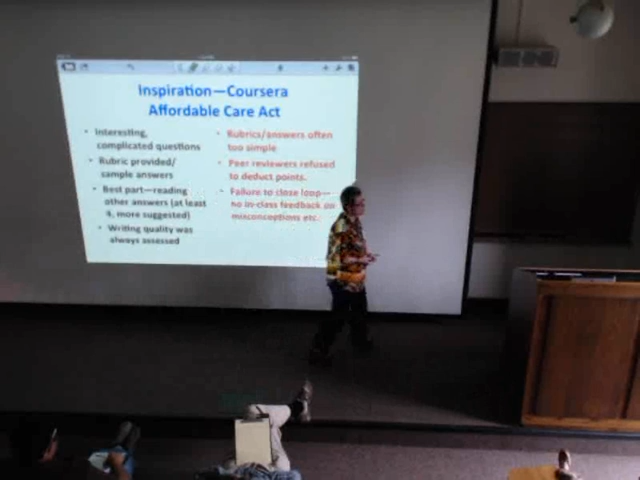 Inspiration—Coursera
Affordable Care Act
• Interesting,
complicated questions
• Rubric provided/
sample answers
• Best part—reading
other answers (at least
5, more suggested)
• Writing quality was
always assessed
• Rubrics/answers often
too simple
• Peer reviewers refused
to deduct points.
• Failure to close loop—
no in-class feedback on
misconceptions etc.